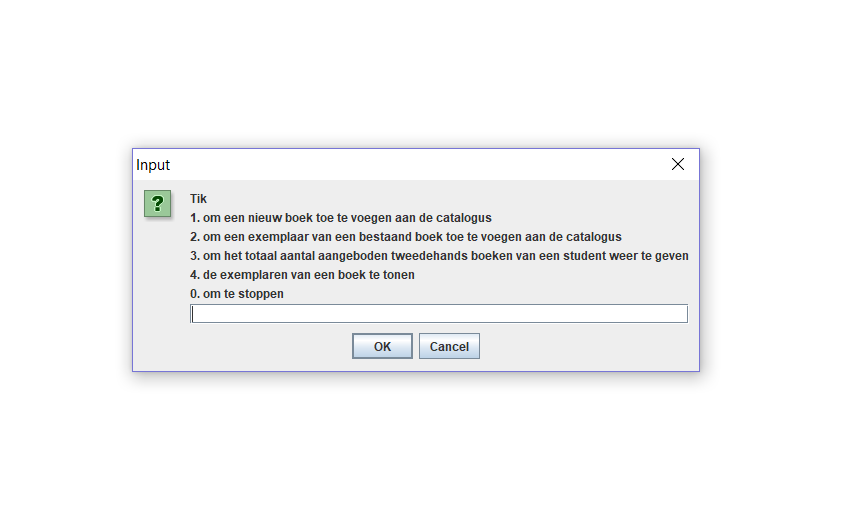 Input
?
Tik
1. om een nieuw boek toe te voegen aan de catalogus
2. om een exemplaar van een bestaand boek toe te voegen aan de catalogus
3. om het totaal aantal aangeboden tweedehands boeken van een student weer te geven
4. de exemplaren van een boek te tonen
0. om te stoppen
OK Cancel